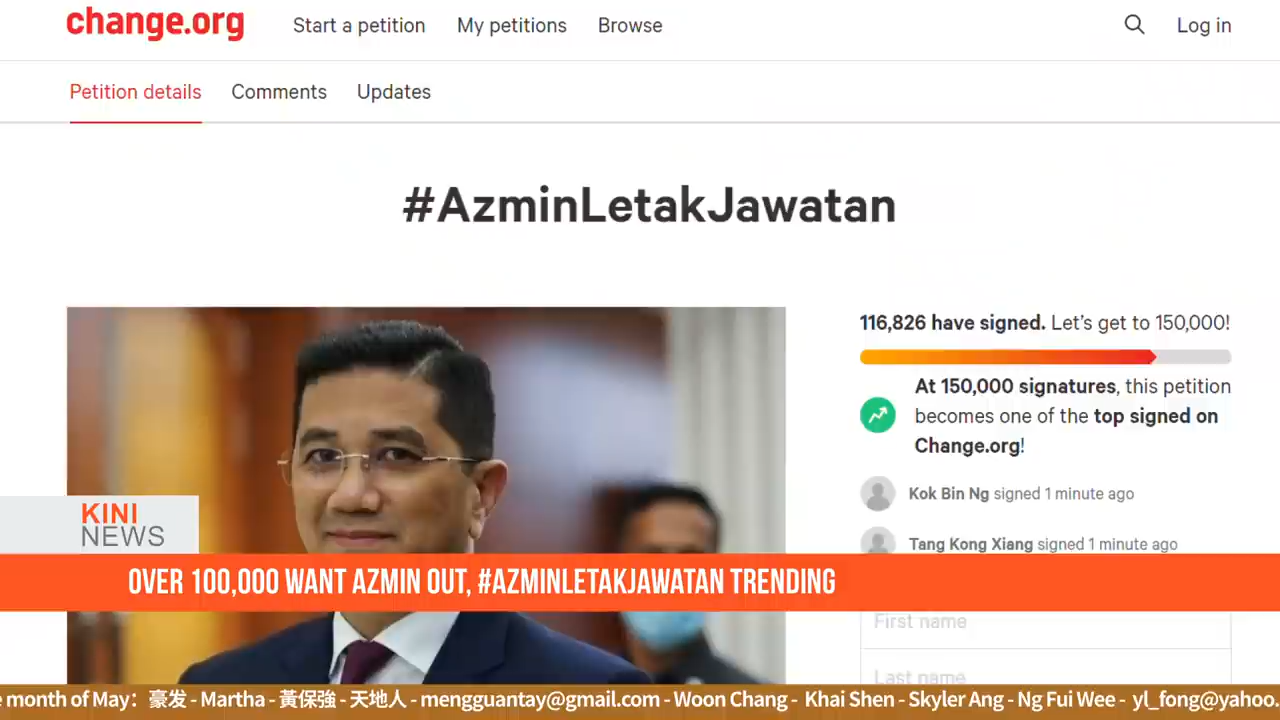 change.org
Start a petition
My petitions
Browse
Log in
Petition details
Comments
Updates
#AzminLetakJawatan
116,826 have signed. Let's get to 150,000!
At 150,000 signatures, this petition
becomes one of the top signed on
Change.org!
Kok Bin Ng signed 1 minute ago
Tang Kong Xiang signed 1 minute ago
KINI
NEWS
OVER 100,000 WANT AZMIN OUT, #AZMINLETAKJAWATAN TRENDING
First name
Last name
month of May: 豪发 - Martha - 黃保強 - 天地人 - mengguantay@gmail.com - Woon Chang - Khai Shen - Skyler Ang - Ng Fui Wee - yl_fong@yahoo.